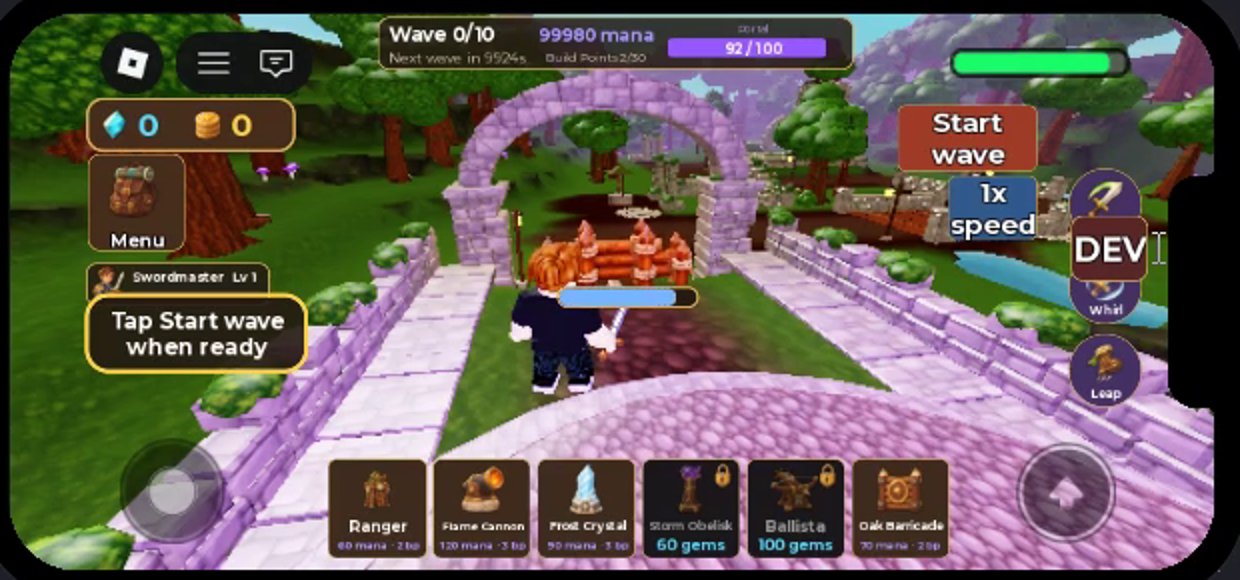 Wave 0/10
99980 mana
Portal
92 / 100
Next wave in 9924s
Build Points 2/30
0
0
Start
wave
1x
speed
Menu
DEV
Swordmaster Lv 1
Whirl
Tap Start wave
when ready
Leap
Ranger
60 mana · 2 bp
Flame Cannon
120 mana · 3 bp
Frost Crystal
90 mana · 3 bp
Storm Obelisk
60 gems
Ballista
100 gems
Oak Barricade
70 mana · 2 bp